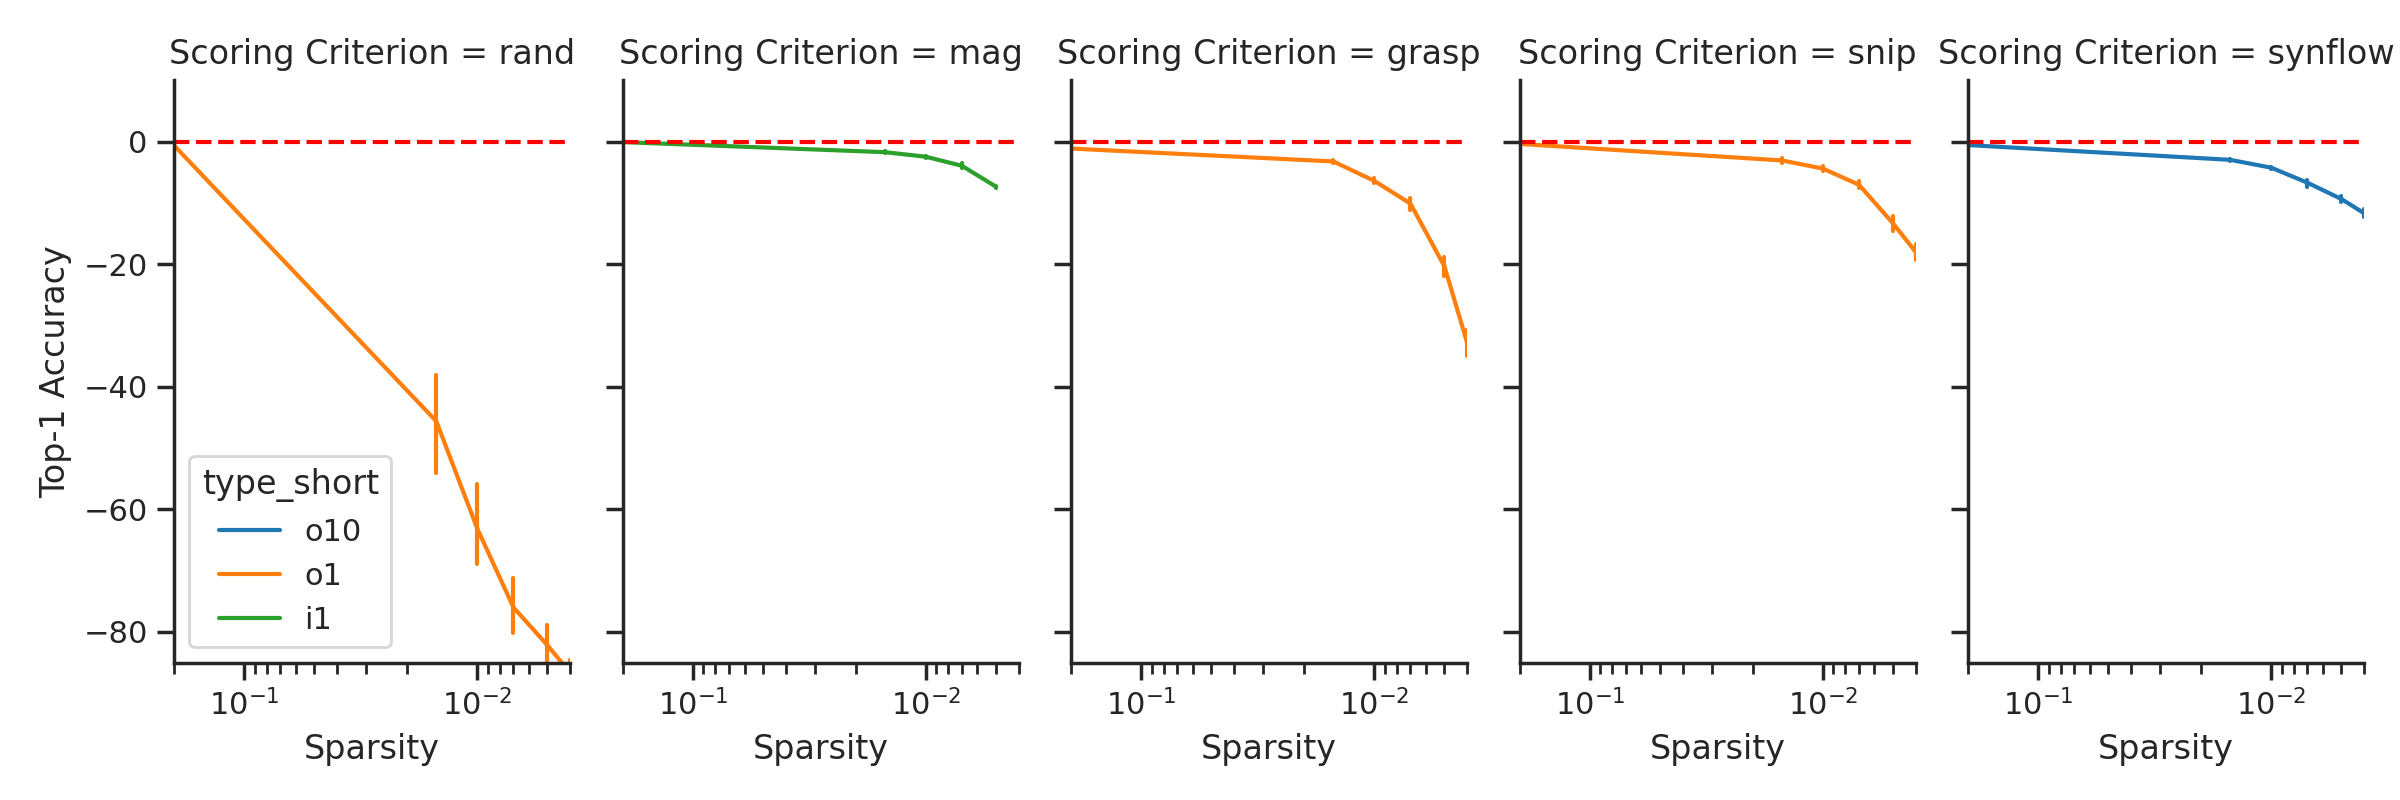 Scoring Criterion = rand
Scoring Criterion = mag
Scoring Criterion = grasp
Scoring Criterion = snip
Scoring Criterion = synflow
Top-1 Accuracy
0
−20
−40
−60
−80
type_short
o10
o1
i1
10⁻¹
10⁻²
10⁻¹
10⁻²
10⁻¹
10⁻²
10⁻¹
10⁻²
10⁻¹
10⁻²
Sparsity
Sparsity
Sparsity
Sparsity
Sparsity